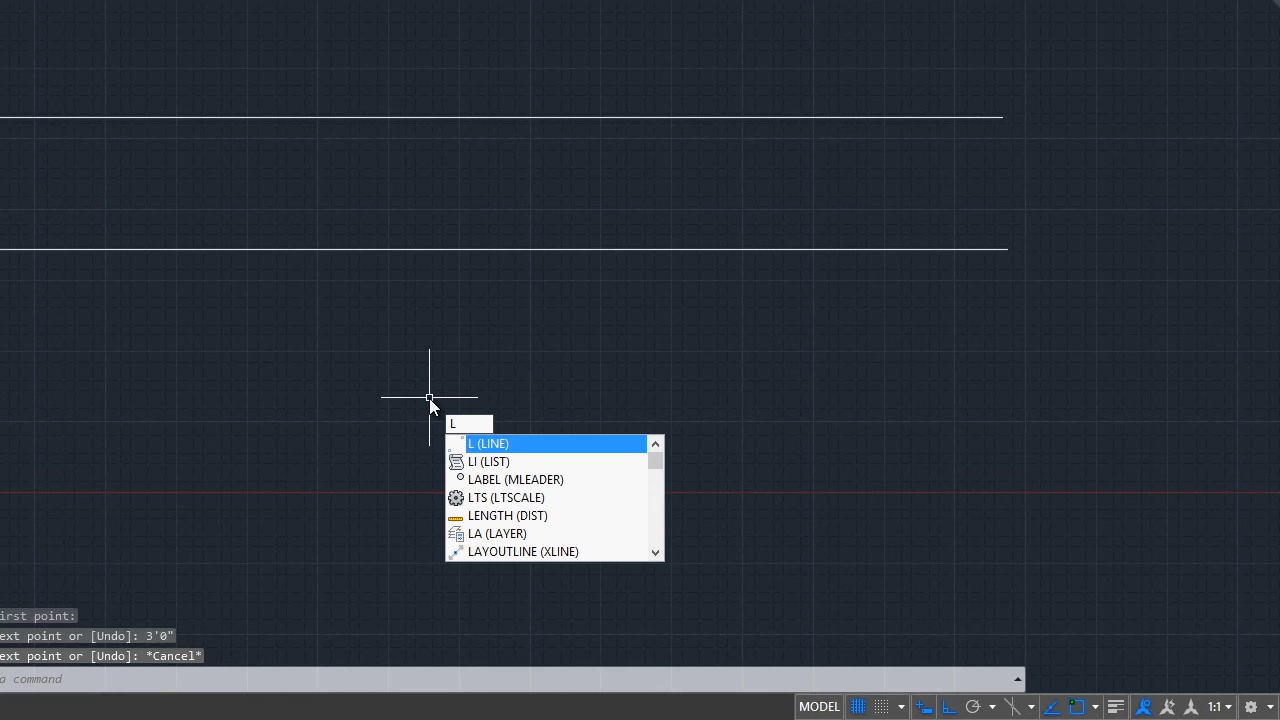 L
L (LINE)
LI (LIST)
LABEL (MLEADER)
LTS (LTSCALE)
LENGTH (DIST)
LA (LAYER)
LAYOUTLINE (XLINE)
irst point:
ext point or [Undo]: 3'0"
ext point or [Undo]: *Cancel*
a command
MODEL 1:1